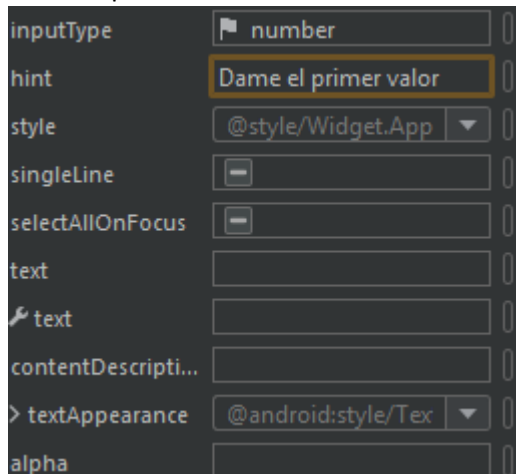 inputType number
hint Dame el primer valor
style @style/Widget.App
singleLine
selectAllOnFocus
text
text
contentDescripti...
textAppearance @android:style/Tex
alpha